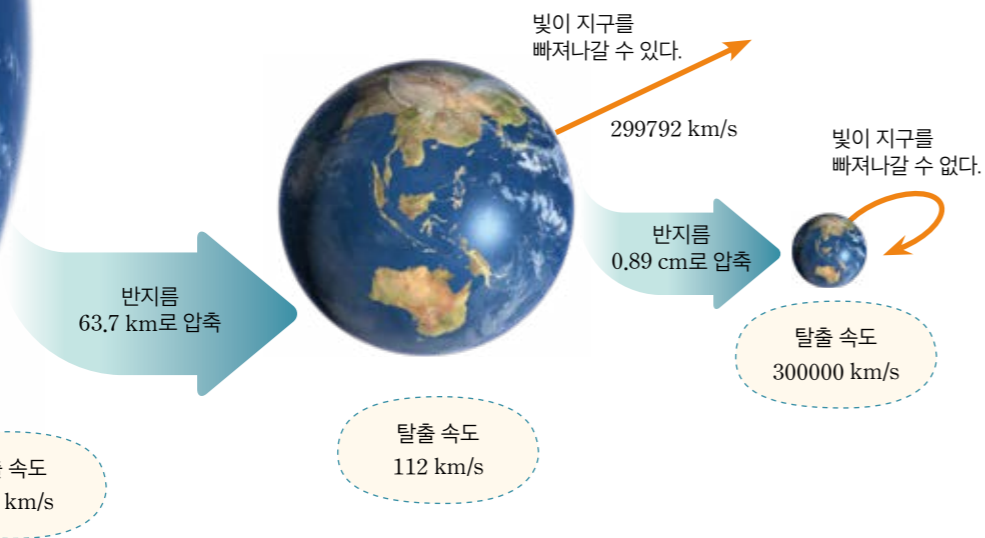 빛이 지구를
빠져나갈 수 있다.
299792 km/s
빛이 지구를
빠져나갈 수 없다.
반지름
63.7 km로 압축
반지름
0.89 cm로 압축
탈출 속도
300000 km/s
탈출 속도
112 km/s
속도
km/s